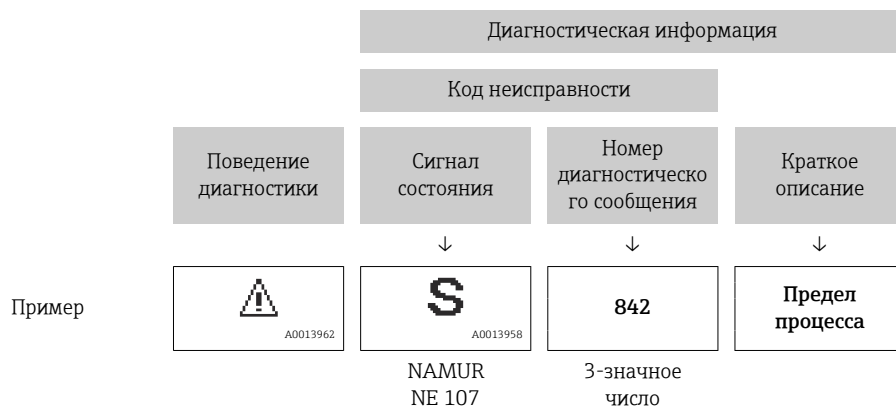 Диагностическая информация
Код неисправности
Поведение
диагностики
Сигнал
состояния
Номер
диагностическо
го сообщения
Краткое
описание
↓ ↓ ↓
Пример
A0013962
S
A0013958
842
Предел
процесса
NAMUR
NE 107
3-значное
число